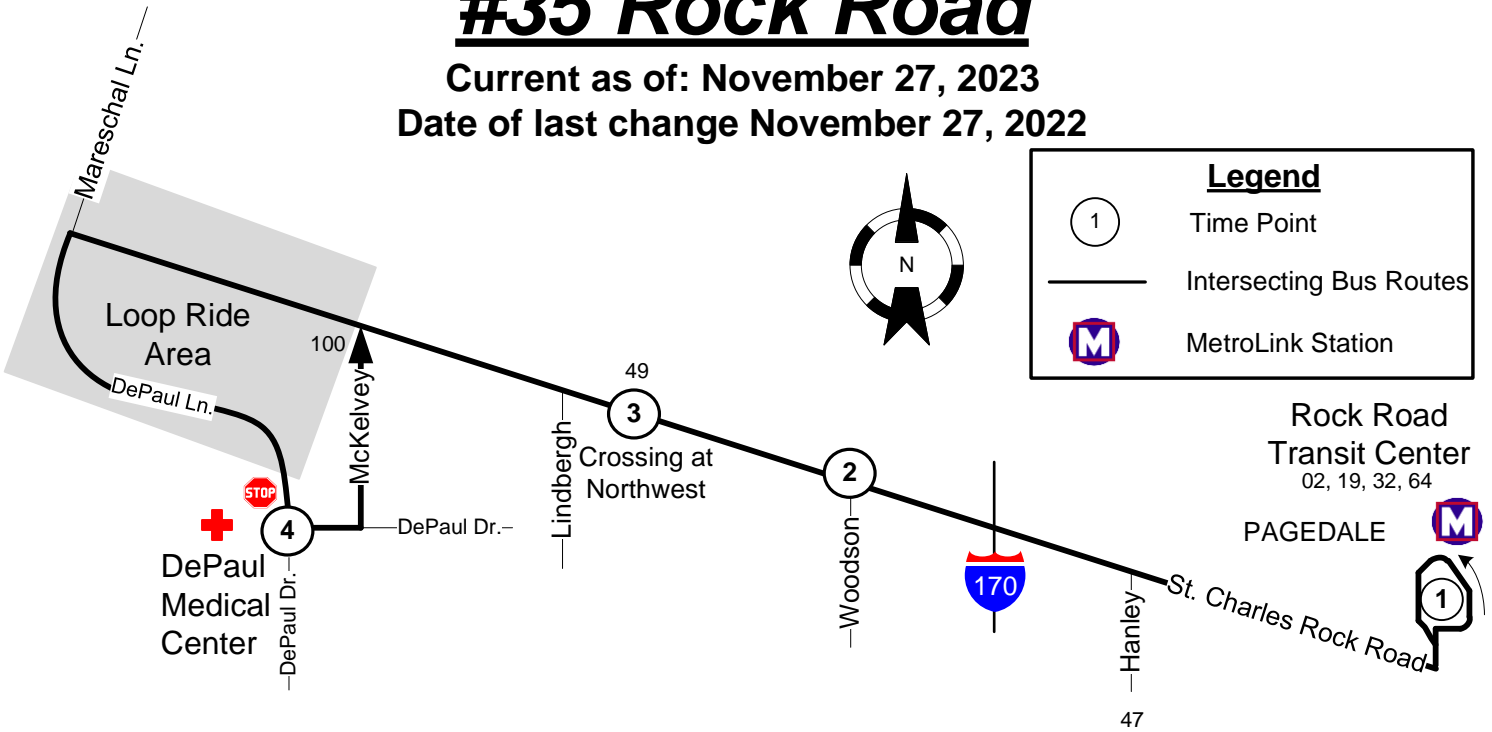 #35 Rock Road
Current as of: November 27, 2023
Date of last change November 27, 2022
Mareschal Ln.
Legend
1
Time Point
Intersecting Bus Routes
M
MetroLink Station
N
Loop Ride
Area
100
DePaul Ln.
McKelvey
49
3
Crossing at
Northwest
Lindbergh
2
Woodson
Rock Road
Transit Center
02, 19, 32, 64
PAGEDALE
M
1
STOP
4
DePaul Dr.
DePaul
Medical
Center
DePaul Dr.
170
Hanley
47
St. Charles Rock Road